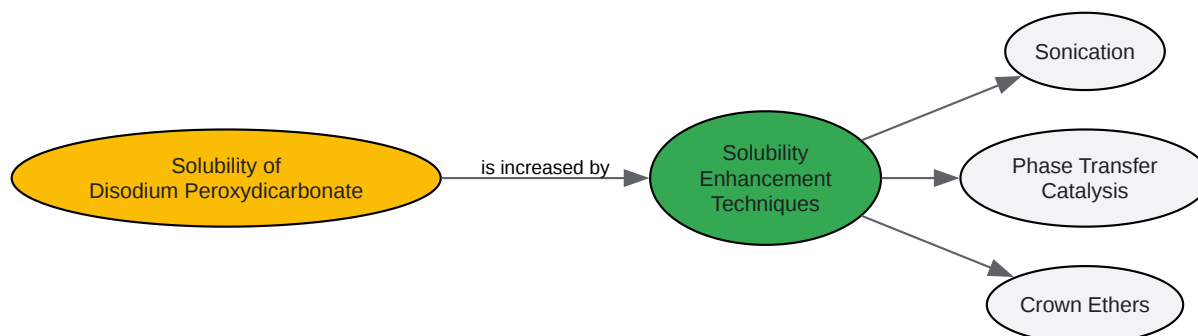 Solubility of
Disodium Peroxydicarbonate
is increased by
Solubility
Enhancement
Techniques
Sonication
Phase Transfer
Catalysis
Crown Ethers